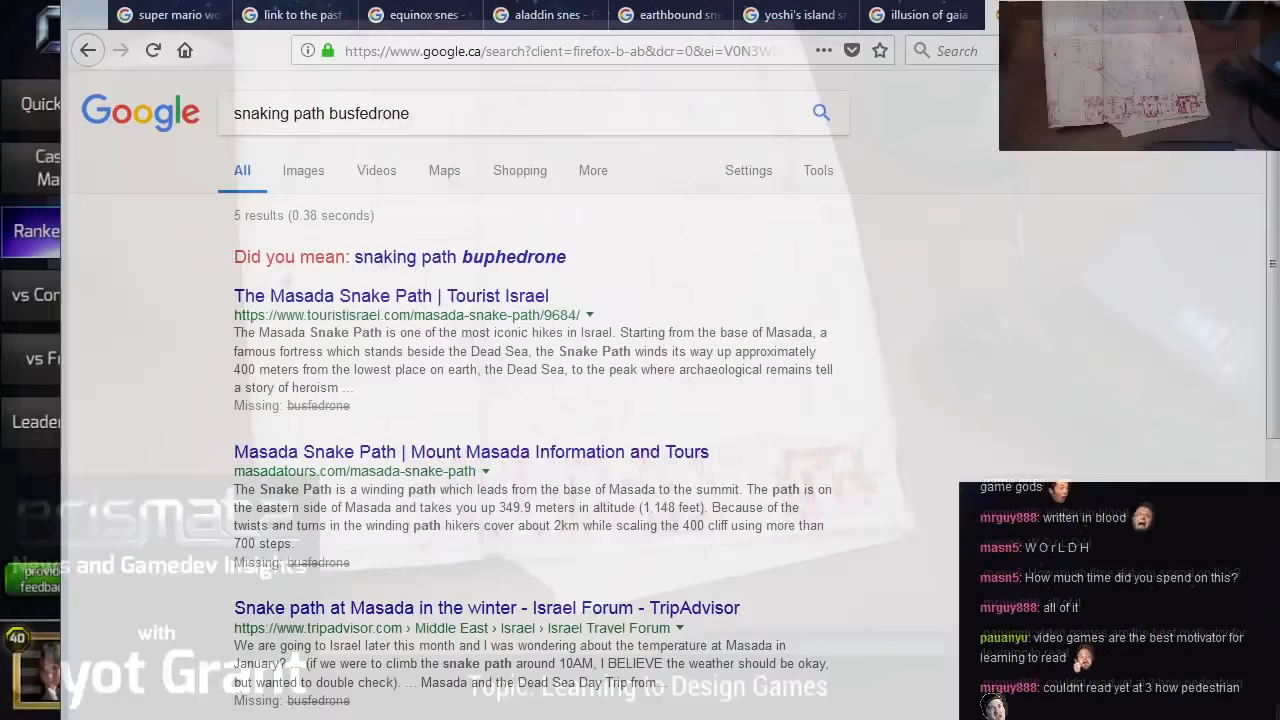 super mario wo
link to the past
equinox snes -
aladdin snes -
earthbound sne
yoshi's island s
illusion of gaia
https://www.google.ca/search?client=firefox-b-ab&dcr=0&ei=V0N3W
Search
Quick
Google
snaking path busfedrone
Cas
Ma
All
Images
Videos
Maps
Shopping
More
Settings
Tools
Ranke
5 results (0.38 seconds)
Did you mean: snaking path buphedrone
vs Con
The Masada Snake Path | Tourist Israel
https://www.touristisrael.com/masada-snake-path/9684/
The Masada Snake Path is one of the most iconic hikes in Israel. Starting from the base of Masada, a
famous fortress which stands beside the Dead Sea, the Snake Path winds its way up approximately
400 meters from the lowest place on earth, the Dead Sea, to the peak where archaeological remains tell
a story of heroism ...
Missing: busfedrone
vs F
Leader
Masada Snake Path | Mount Masada Information and Tours
masadatours.com/masada-snake-path
The Snake Path is a winding path which leads from the base of Masada to the summit. The path is on
the eastern side of Masada and takes you up 349.9 meters in altitude (1,148 feet). Because of the
twists and turns in the winding path hikers cover about 2km while scaling the 400 cliff using more than
700 steps.
Missing: busfedrone
prismat
News and Gamedev Insights
provid
feedba
with
40
Elyot Grant
Snake path at Masada in the winter - Israel Forum - TripAdvisor
https://www.tripadvisor.com › Middle East › Israel › Israel Travel Forum
We are going to Israel later this month and I was wondering about the temperature at Masada in
January (if we were to climb the snake path around 10AM, I BELIEVE the weather should be okay,
but wanted to double check). ... Masada and the Dead Sea Day Trip from...
Missing: busfedrone
Topic: Learning to Design Games
game gods
mrguy888: written in blood
masn5: W O r L D H
masn5: How much time did you spend on this?
mrguy888: all of it
pauanyu: video games are the best motivator for
learning to read
mrguy888: couldnt read yet at 3 how pedestrian